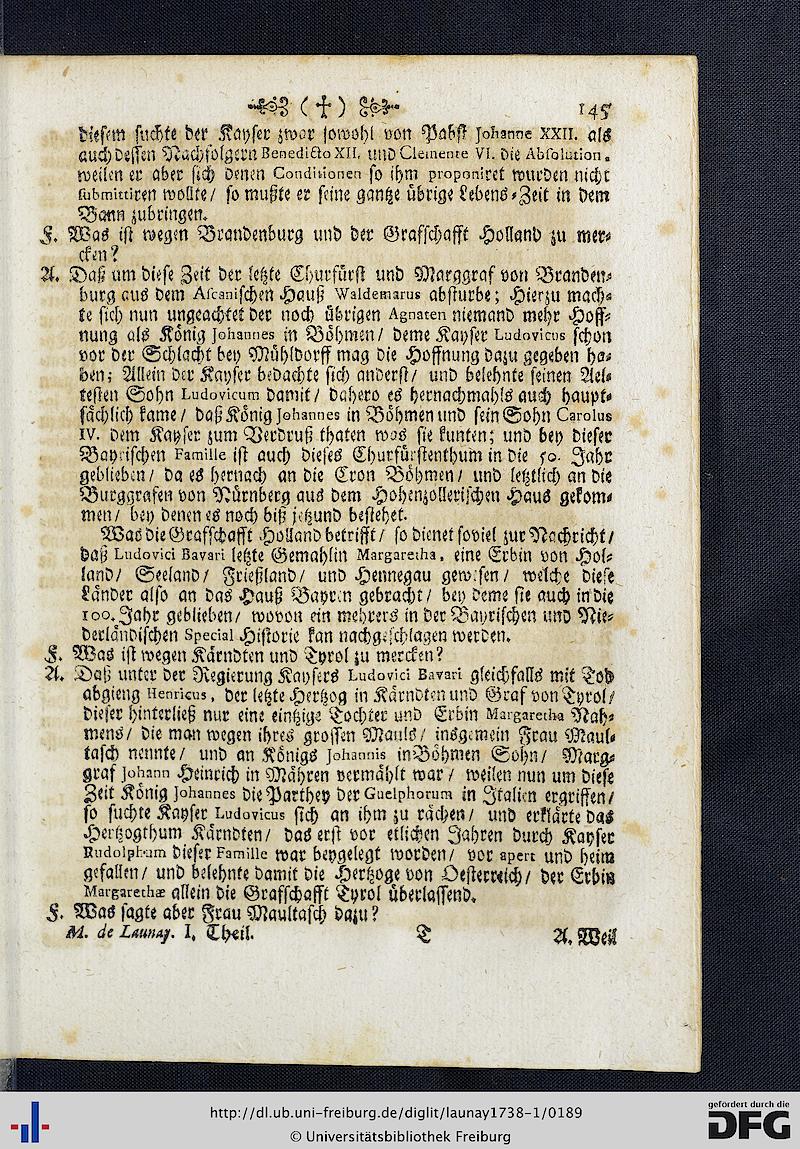 ( † ) 145
diesem suchte der Kayser zwar sowohl von Pabst Johanne XXII. als
auch dessen Nachfolgern Benedicto XII. und Clemente VI. die Absolution,
weilen er aber sich denen Conditionen so ihm proponiret wurden nicht
submittiren wollte/ so mußte er seine gantze übrige Lebens-Zeit in dem
Bann zubringen.
F. Was ist wegen Brandenburg und der Grafschafft Holland zu mer-
cken?
A. Daß um diese Zeit der letzte Churfürst und Marggraf von Branden-
burg aus dem Ascanischen Hauß Waldemarus absturbe; Hierzu mach-
te sich nun ungeachtet der noch übrigen Agnaten niemand mehr Hoff-
nung als König Johannes in Böhmen/ deme Kayser Ludovicus schon
vor der Schlacht bey Mühldorff mag die Hoffnung dazu gegeben ha-
ben; Allein der Kayser bedachte sich anderst/ und belehnte seinen Ael-
testen Sohn Ludovicum damit/ dahero es hernachmahls auch haupt-
sächlich kame/ daß König Johannes in Böhmen und sein Sohn Carolus
IV. dem Kayser zum Verdruß thaten was sie kunten; und bey dieser
Bayrischen Famille ist auch dieses Churfürstenthum in die 50. Jahr
geblieben/ da es hernach an die Cron Böhmen/ und letztlich an die
Burggrafen von Nürnberg aus dem Hohenzollerischen Haus gekom-
men/ bey denen es noch biß jetzund bestehet.
Was die Grafschafft Holland betrifft/ so dienet soviel zur Nachricht/
daß Ludovici Bavari letzte Gemahlin Margaretha, eine Erbin von Hol-
land/ Seeland/ Frießland/ und Hennegau gewesen/ welche diese
Länder also an das Hauß Bayren gebracht/ bey deme sie auch in die
100. Jahr geblieben/ wovon ein mehrers in der Bayrischen und Nie-
derländischen Special Historie kan nachgeschlagen werden.
F. Was ist wegen Kärndten und Tyrol zu mercken?
A. Daß unter der Regierung Kaysers Ludovici Bavari gleichfalls mit Tod
abgieng Henricus, der letzte Hertzog in Kärndten und Graf von Tyrol/
dieser hinterließ nur eine eintzige Tochter und Erbin Margaretha Nah-
mens/ die man wegen ihres grossen Mauls/ insgemein Frau Maul-
tasch nennte/ und an Königs Johannis in Böhmen Sohn/ Marg-
graf Johann Heinrich in Mähren vermählt war/ weilen nun um diese
Zeit König Johannes die Parthey der Guelphorum in Italien ergriffen/
so suchte Kayser Ludovicus sich an ihm zu rächen/ und erklärte das
Hertzogthum Kärndten/ das erst vor etlichen Jahren durch Kayser
Rudolphum dieser Famille war beygelegt worden/ vor apert und heim
gefallen/ und belehnte damit die Hertzoge von Oesterreich/ der Erbin
Margarethæ allein die Grafschafft Tyrol überlassend.
F. Was sagte aber Frau Maultasch dazu?
M. de Launay. I. Theil. T A. Weil
http://dl.ub.uni-freiburg.de/diglit/launay1738-1/0189
© Universitätsbibliothek Freiburg
gefördert durch die
DFG